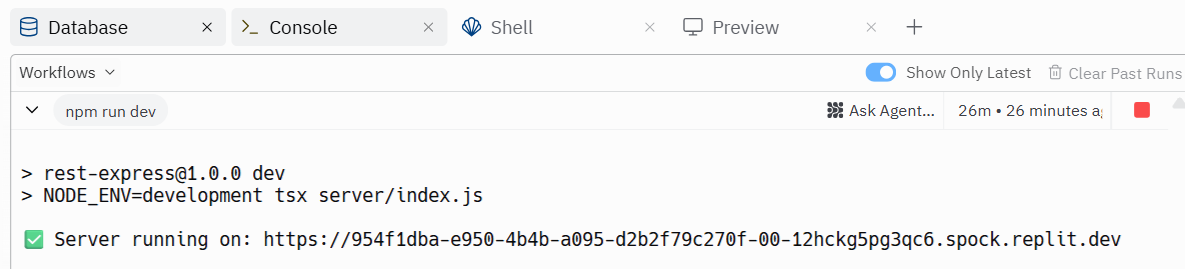 Database × Console × Shell × Preview × +
Workflows Show Only Latest Clear Past Runs
npm run dev Ask Agent... 26m • 26 minutes
> rest-express@1.0.0 dev
> NODE_ENV=development tsx server/index.js
✅ Server running on: https://954f1dba-e950-4b4b-a095-d2b2f79c270f-00-12hckg5pg3qc6.spock.replit.dev